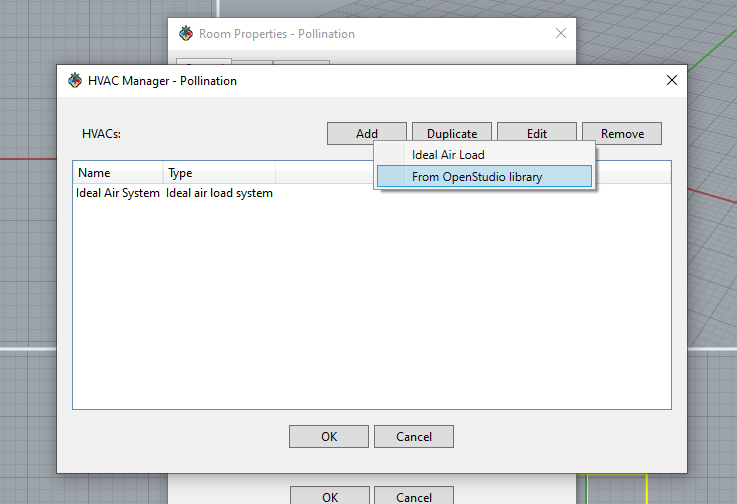 Room Properties - Pollination
HVAC Manager - Pollination
HVACs:
Add Duplicate Edit Remove
Ideal Air Load
From OpenStudio library
Name Type
Ideal Air System Ideal air load system
OK Cancel
OK Cancel